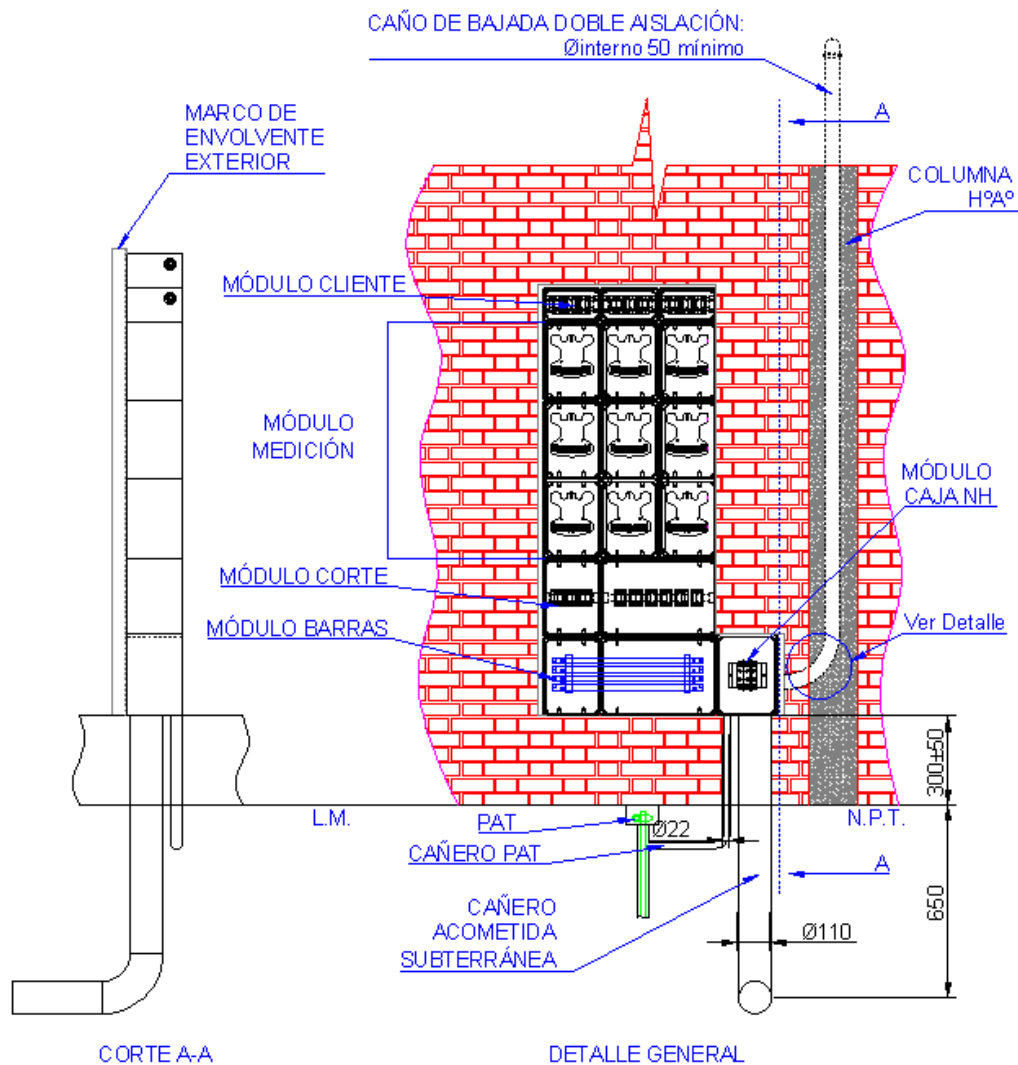 CAÑO DE BAJADA DOBLE AISLACIÓN:
Øinterno 50 mínimo
MARCO DE
ENVOLVENTE
EXTERIOR
A
COLUMNA
HºAº
MÓDULO CLIENTE
MÓDULO
MEDICIÓN
MÓDULO
CAJA NH
MÓDULO CORTE
MÓDULO BARRAS
Ver Detalle
300±50
L.M.
PAT
Ø22
N.P.T.
CAÑERO PAT
A
650
CAÑERO
ACOMETIDA
SUBTERRÁNEA
Ø110
CORTE A-A
DETALLE GENERAL